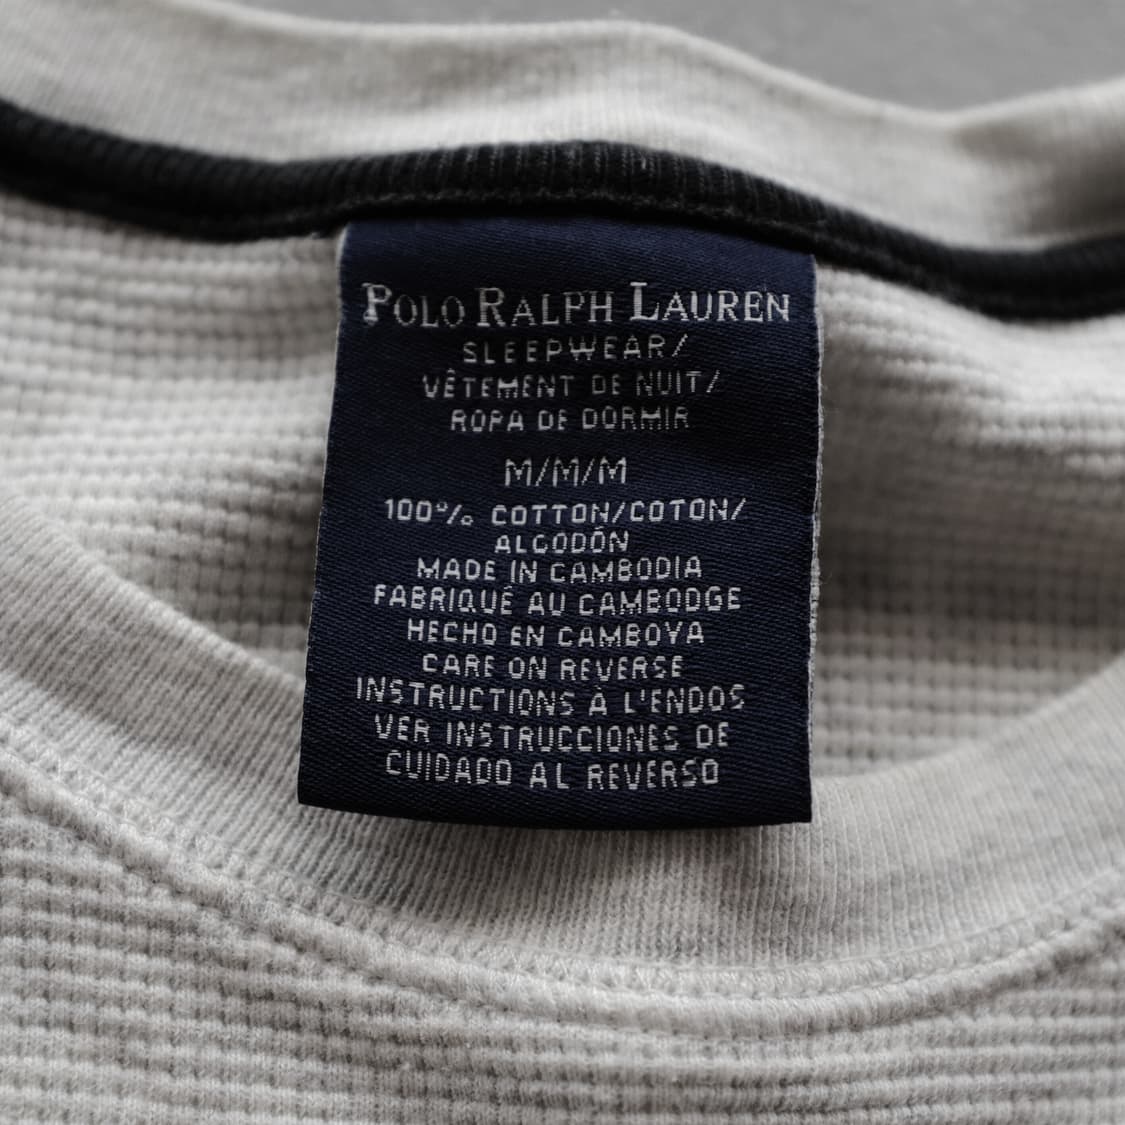 POLO RALPH LAUREN
SLEEPWEAR/
VÊTEMENT DE NUIT/
ROPA DE DORMIR
M/M/M
100% COTTON/COTON/
ALGODÓN
MADE IN CAMBODIA
FABRIQUÉ AU CAMBODGE
HECHO EN CAMBOYA
CARE ON REVERSE
INSTRUCTIONS À L'ENDOS
VER INSTRUCCIONES DE
CUIDADO AL REVERSO